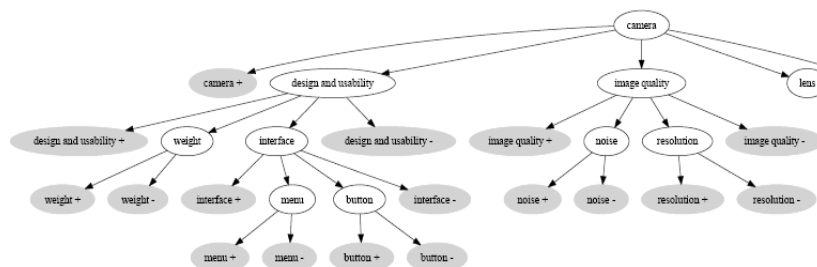 camera
camera +
design and usability
image quality
lens
design and usability +
weight
interface
design and usability -
image quality +
noise
resolution
image quality -
weight +
weight -
interface +
menu
button
interface -
noise +
noise -
resolution +
resolution -
menu +
menu -
button +
button -